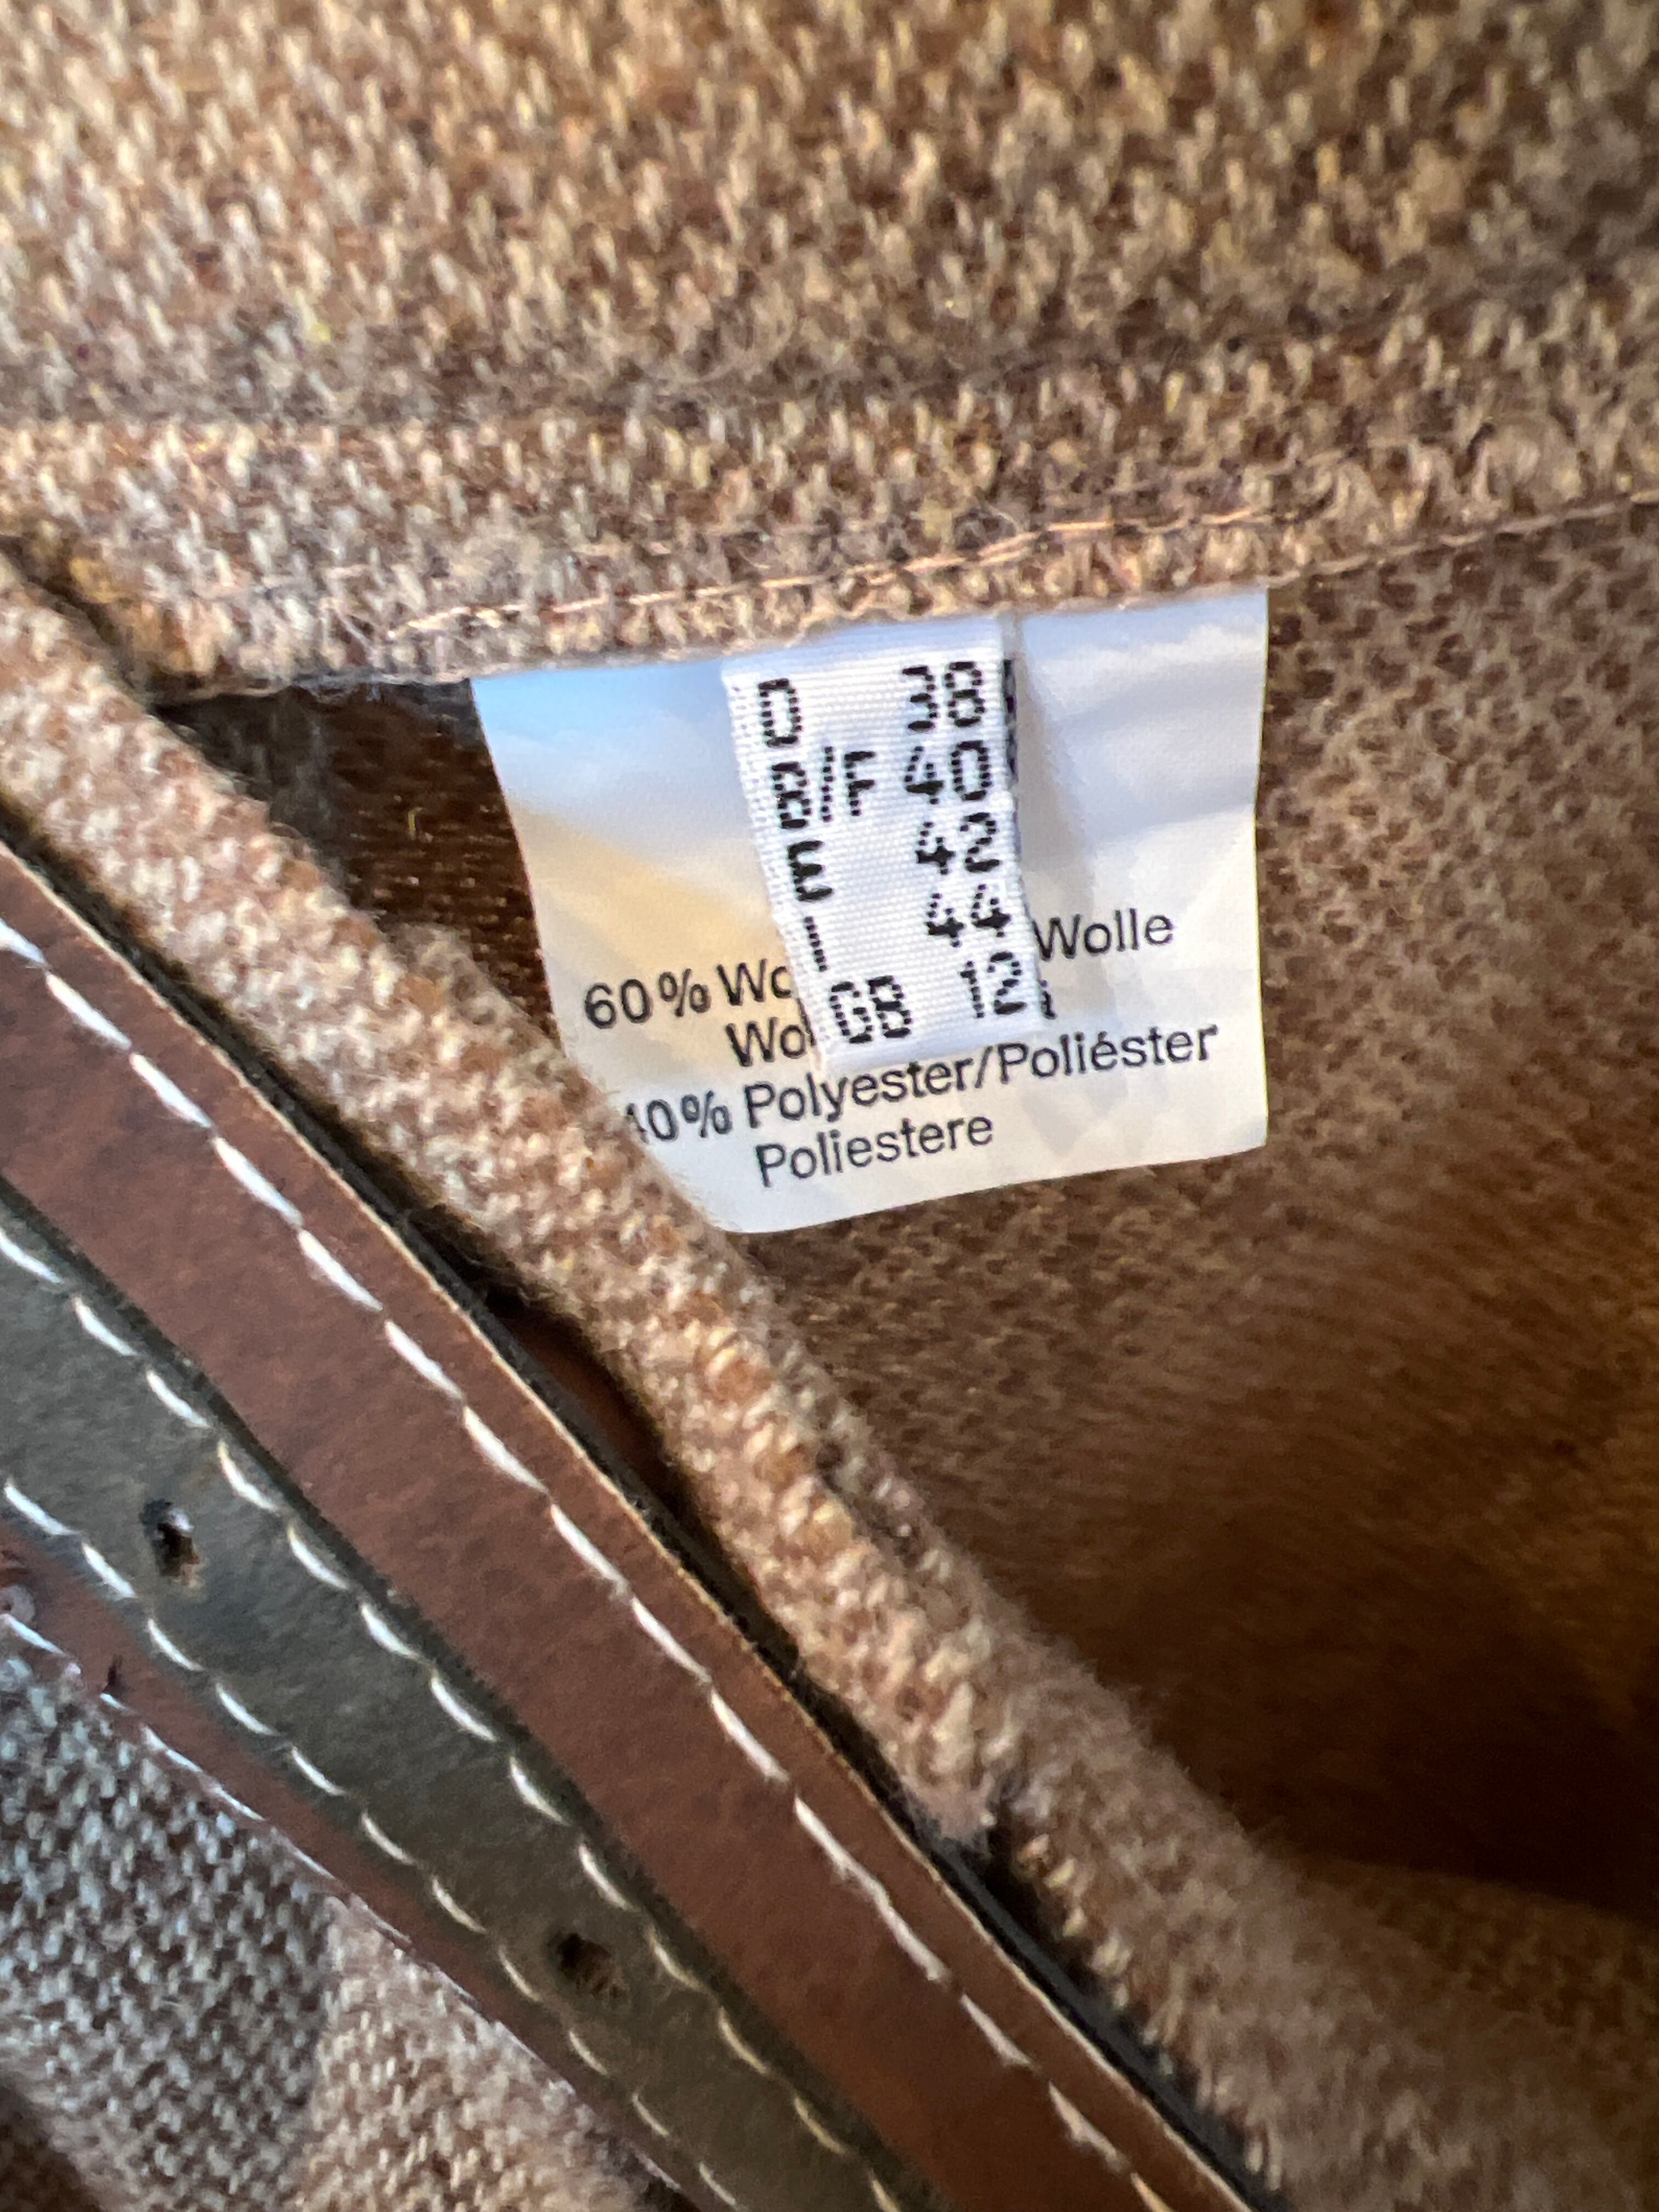 D 38
B/F 40
E 42
I 44
GB 12
60% Wo Wolle
Wo
40% Polyester/Poliéster
Poliestere